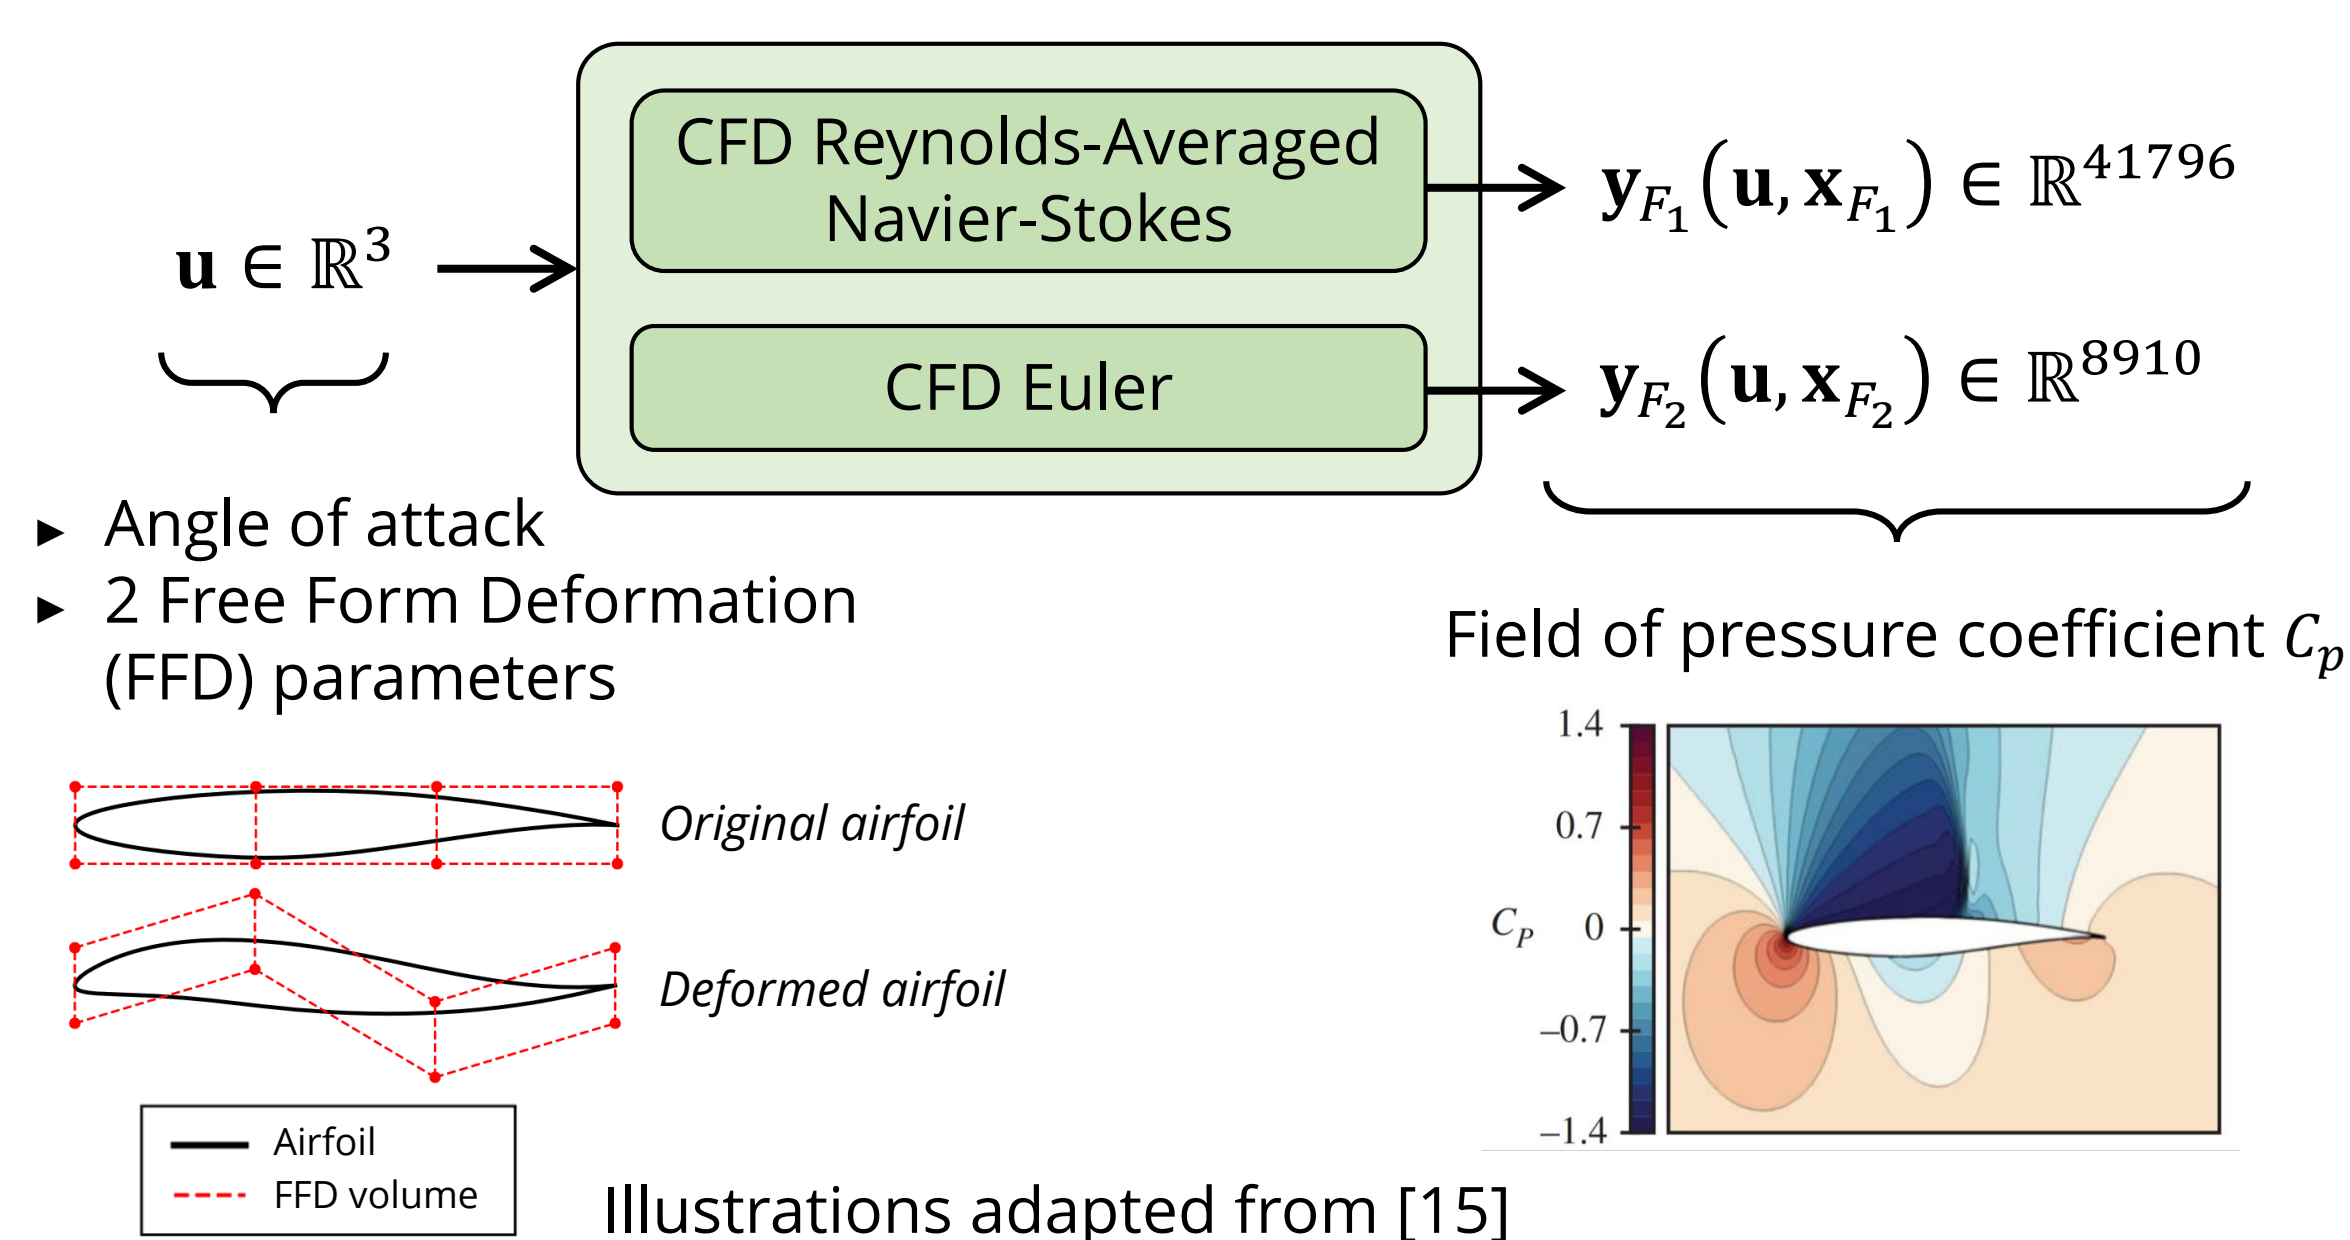 CFD Reynolds-Averaged
Navier-Stokes
CFD Euler
𝐮 ∈ ℝ³
𝐲_{F₁}(𝐮, 𝐱_{F₁}) ∈ ℝ⁴¹⁷⁹⁶
𝐲_{F₂}(𝐮, 𝐱_{F₂}) ∈ ℝ⁸⁹¹⁰
► Angle of attack
► 2 Free Form Deformation
(FFD) parameters
Original airfoil
Deformed airfoil
Airfoil
FFD volume
Field of pressure coefficient C_p
1.4
0.7
C_P
0
–0.7
–1.4
Illustrations adapted from [15]